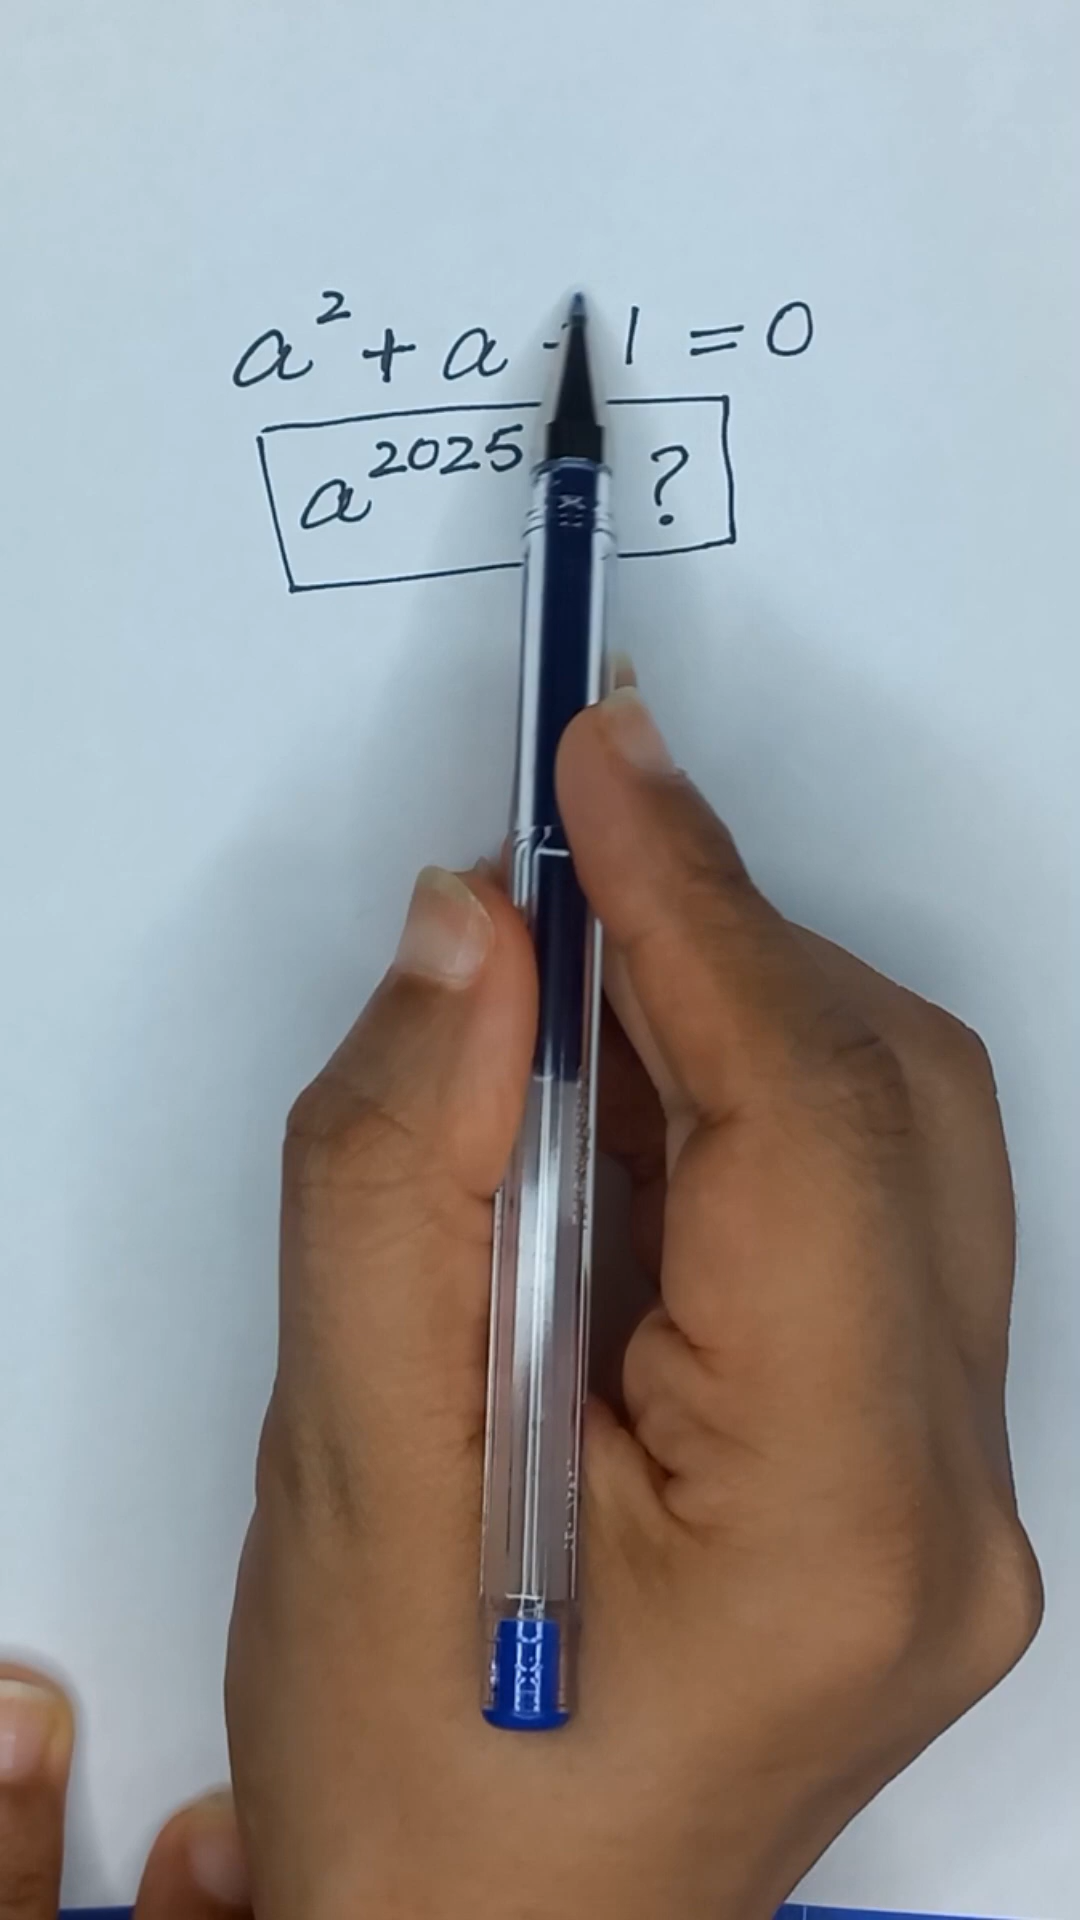 a² + a + 1 = 0
a²⁰²⁵ ?